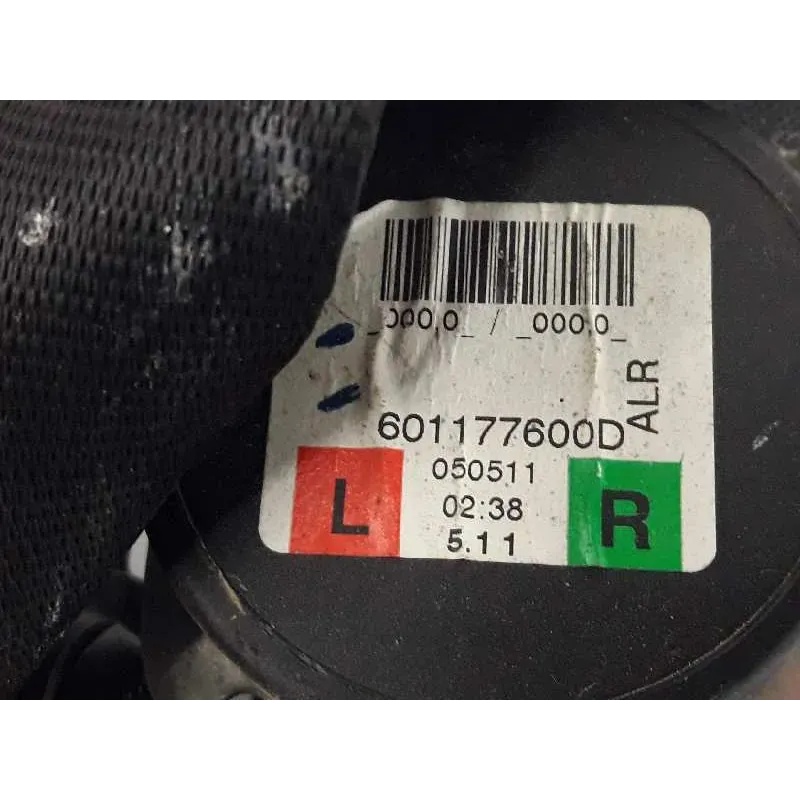 _000,0_ / _000,0_
ALR
601177600D
L
050511
02:38
5.11
R